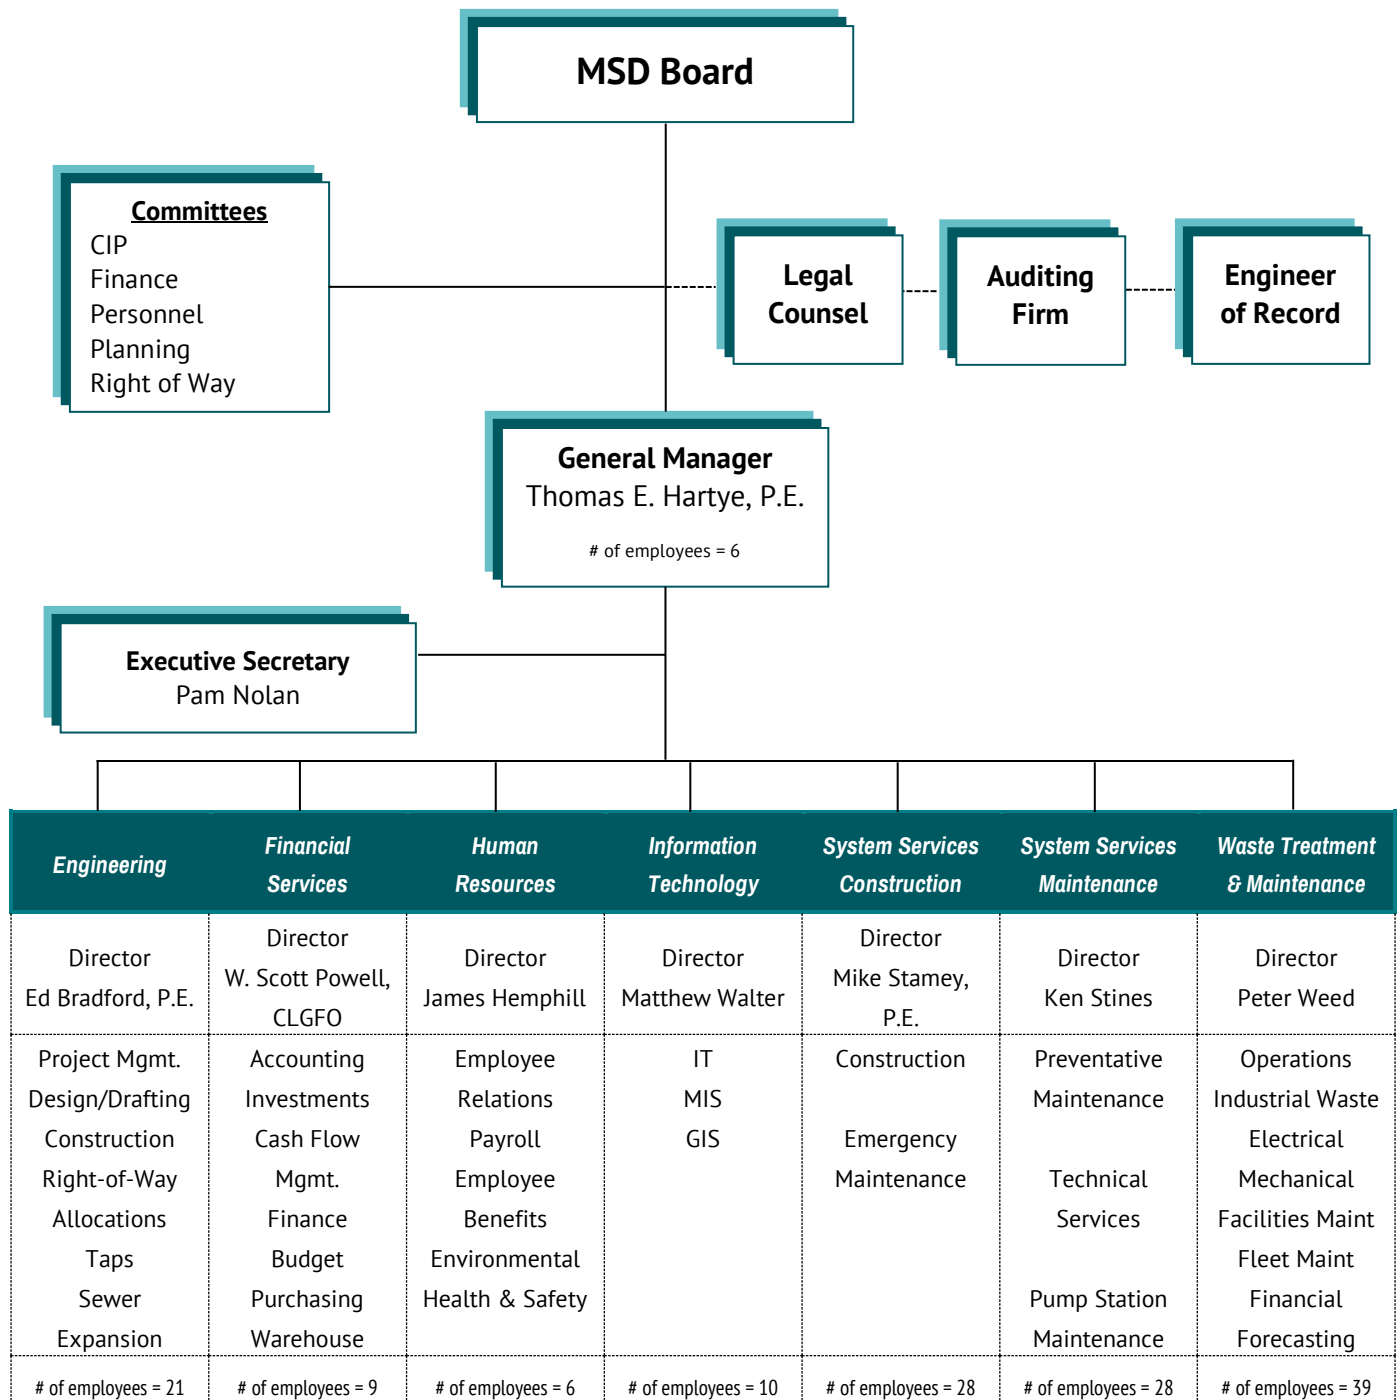 MSD Board
Committees
CIP
Finance
Personnel
Planning
Right of Way
Legal
Counsel
Auditing
Firm
Engineer
of Record
General Manager
Thomas E. Hartye, P.E.
# of employees = 6
Executive Secretary
Pam Nolan
Engineering
Financial
Services
Human
Resources
Information
Technology
System Services
Construction
System Services
Maintenance
Waste Treatment
& Maintenance
Director
Ed Bradford, P.E.
Director
W. Scott Powell,
CLGFO
Director
James Hemphill
Director
Matthew Walter
Director
Mike Stamey,
P.E.
Director
Ken Stines
Director
Peter Weed
Project Mgmt.
Design/Drafting
Construction
Right-of-Way
Allocations
Taps
Sewer
Expansion
Accounting
Investments
Cash Flow
Mgmt.
Finance
Budget
Purchasing
Warehouse
Employee
Relations
Payroll
Employee
Benefits
Environmental
Health & Safety
IT
MIS
GIS
Construction
Emergency
Maintenance
Preventative
Maintenance
Technical
Services
Pump Station
Maintenance
Operations
Industrial Waste
Electrical
Mechanical
Facilities Maint
Fleet Maint
Financial
Forecasting
# of employees = 21
# of employees = 9
# of employees = 6
# of employees = 10
# of employees = 28
# of employees = 28
# of employees = 39